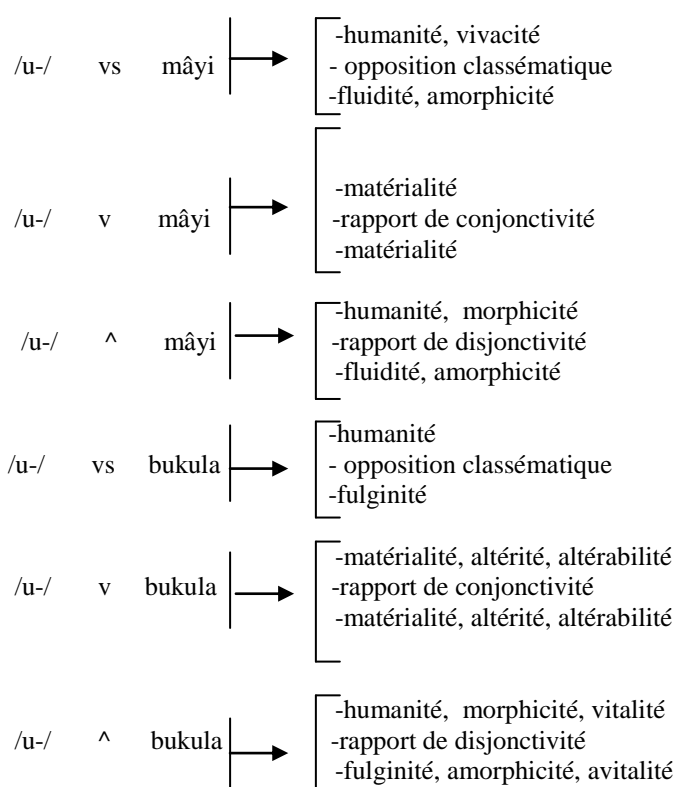 -humanité, vivacité
/u-/ vs mâyi - opposition classématique
-fluidité, amorphicité
-matérialité
/u-/ v mâyi -rapport de conjonctivité
-matérialité
-humanité, morphicité
/u-/ ^ mâyi -rapport de disjonctivité
-fluidité, amorphicité
-humanité
/u-/ vs bukula - opposition classématique
-fulginité
-matérialité, altérité, altérabilité
/u-/ v bukula -rapport de conjonctivité
-matérialité, altérité, altérabilité
-humanité, morphicité, vitalité
/u-/ ^ bukula -rapport de disjonctivité
-fulginité, amorphicité, avitalité